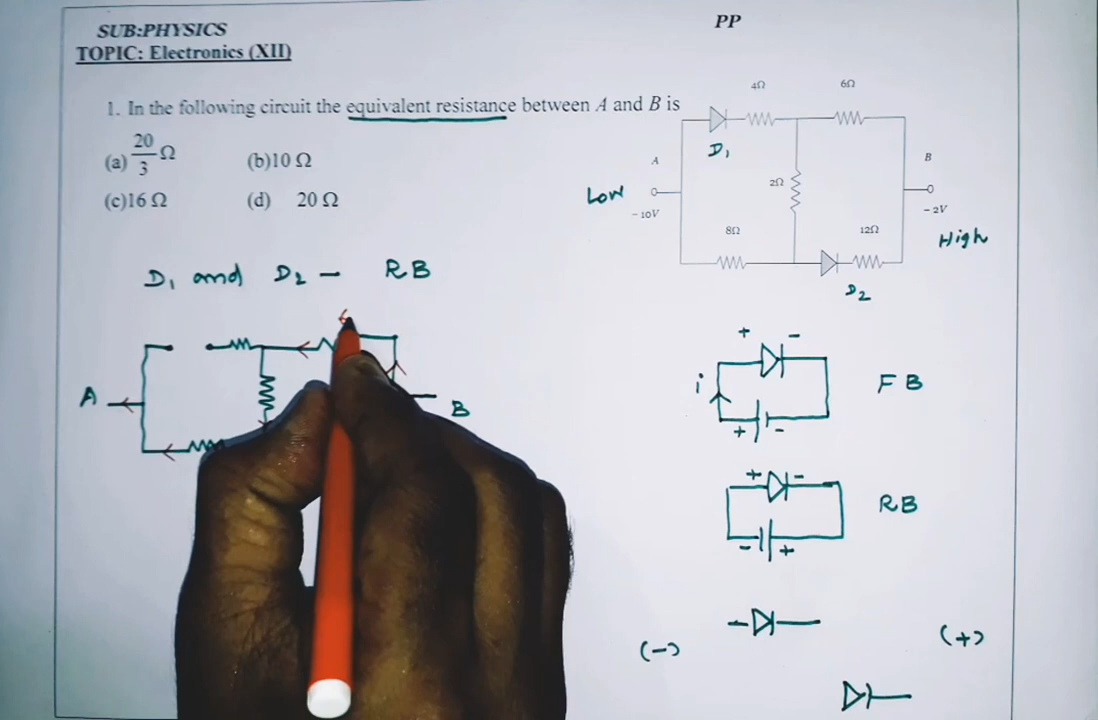 SUB:PHYSICS
PP
TOPIC: Electronics (XII)
1. In the following circuit the equivalent resistance between A and B is
(a) 20/3 Ω
(b)10 Ω
(c)16 Ω
(d) 20 Ω
4Ω
6Ω
D₁
A
B
2Ω
Low
- 10V
- 2V
High
8Ω
12Ω
D₂
D₁ and D₂ - RB
A
B
+ -
i
F B
+ -
+ -
RB
- +
(-)
(+)